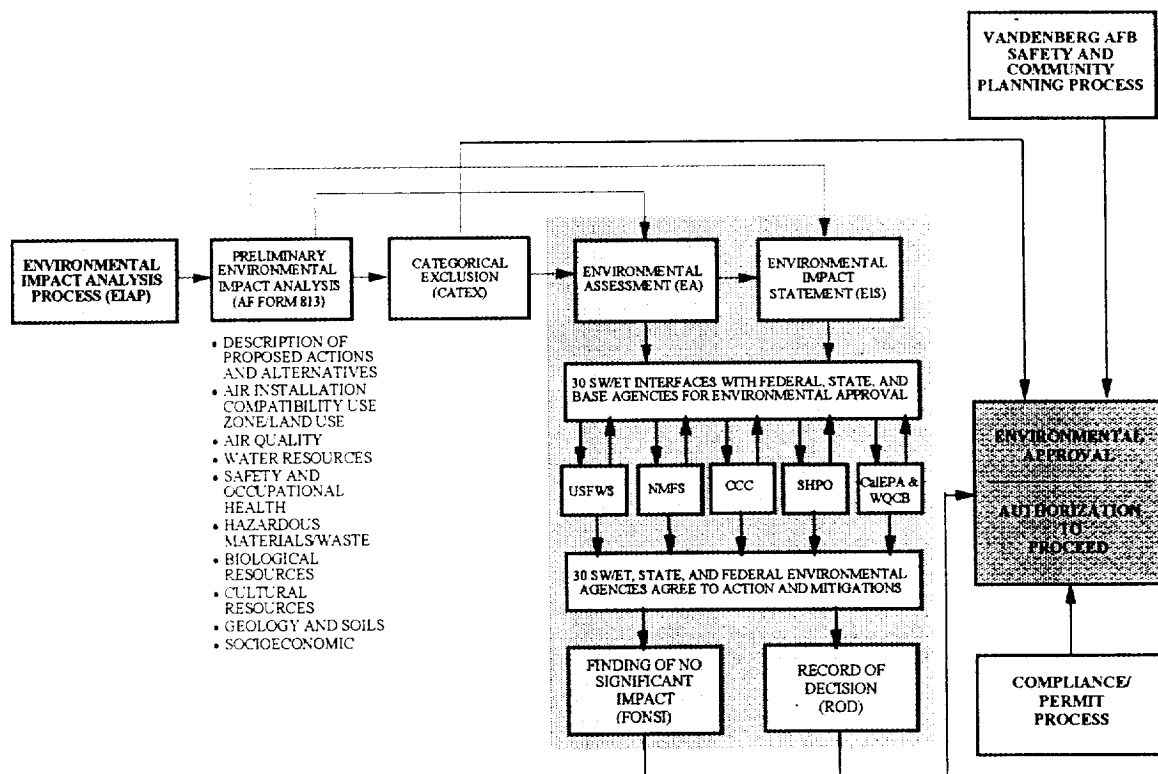 VANDENBERG AFB
SAFETY AND
COMMUNITY
PLANNING PROCESS
ENVIRONMENTAL
IMPACT ANALYSIS
PROCESS (EIAP)
PRELIMINARY
ENVIRONMENTAL
IMPACT ANALYSIS
(AF FORM 813)
CATEGORICAL
EXCLUSION
(CATEX)
ENVIRONMENTAL
ASSESSMENT (EA)
ENVIRONMENTAL
IMPACT
STATEMENT (EIS)
• DESCRIPTION OF
PROPOSED ACTIONS
AND ALTERNATIVES
• AIR INSTALLATION
COMPATIBILITY USE
ZONE/LAND USE
• AIR QUALITY
• WATER RESOURCES
• SAFETY AND
OCCUPATIONAL
HEALTH
• HAZARDOUS
MATERIALS/WASTE
• BIOLOGICAL
RESOURCES
• CULTURAL
RESOURCES
• GEOLOGY AND SOILS
• SOCIOECONOMIC
30 SW/ET INTERFACES WITH FEDERAL, STATE, AND
BASE AGENCIES FOR ENVIRONMENTAL APPROVAL
USFWS
NMFS
CCC
SHPO
CalEPA &
WQCB
30 SW/ET, STATE, AND FEDERAL ENVIRONMENTAL
AGENCIES AGREE TO ACTION AND MITIGATIONS
FINDING OF NO
SIGNIFICANT
IMPACT
(FONSI)
RECORD OF
DECISION
(ROD)
ENVIRONMENTAL
APPROVAL
AUTHORIZATION
TO
PROCEED
COMPLIANCE/
PERMIT
PROCESS